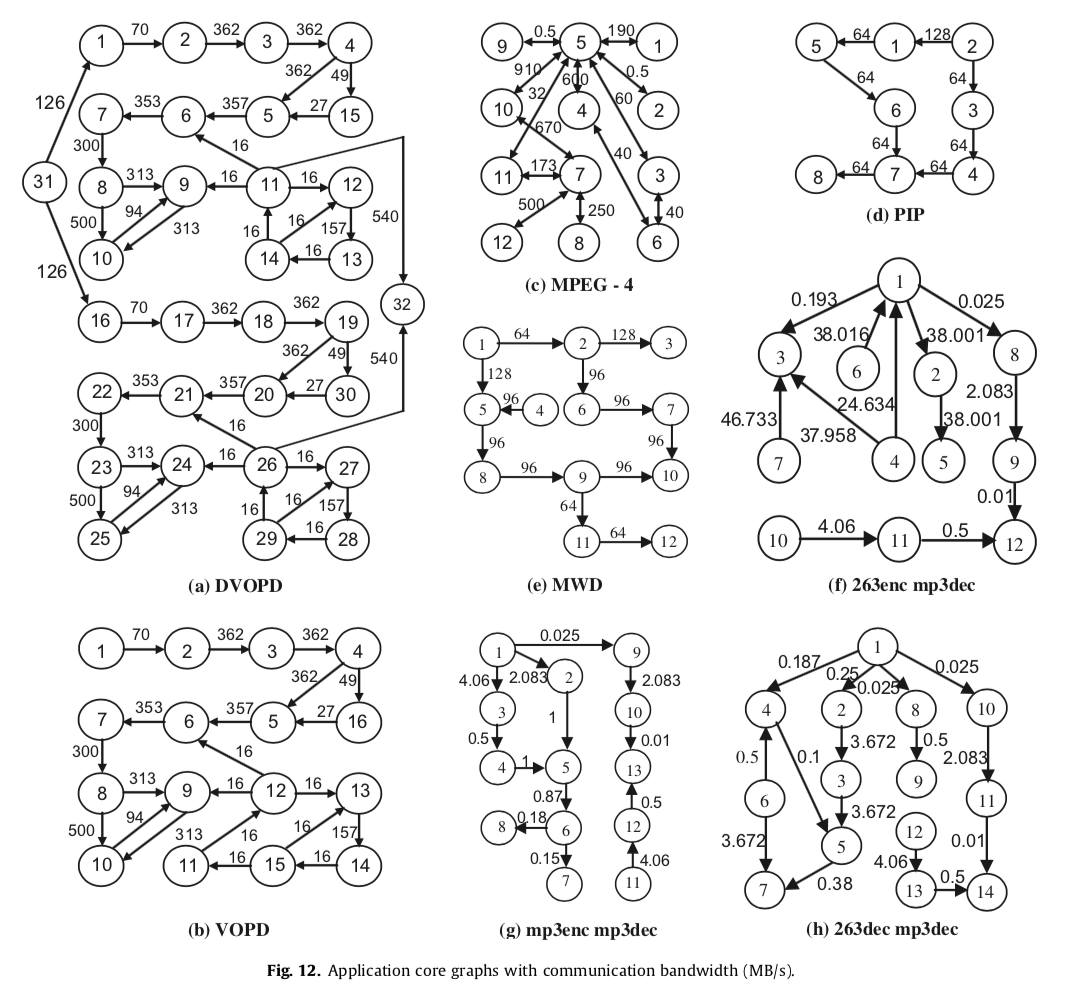 1 70 2 362 3 362 4
362 49
126
7 353 6 357 5 27 15
300 16
31
8 313 9 16 11 16 12
500 94 313 16 16 157 540
10 14 16 13
126
16 70 17 362 18 362 19
32
362 49 540
22 353 21 357 20 27 30
300 16
23 313 24 16 26 16 27
500 94 313 16 16 157
25 29 16 28
(a) DVOPD
1 70 2 362 3 362 4
362 49
7 353 6 357 5 27 16
300 16
8 313 9 16 12 16 13
500 94 313 16 16 157
10 11 16 15 16 14
(b) VOPD
9 0.5 5 190 1
910 32 600 0.5
60
10 4 2
670 40
11 173 7 3
500 250 40
12 8 6
(c) MPEG - 4
5 64 1 128 2
64 64
6 3
64 64
8 64 7 64 4
(d) PIP
1 64 2 128 3
128 96
5 96 4 6 96 7
96 96
8 96 9 96 10
64
11 64 12
(e) MWD
1
0.193 0.025
38.016 38.001
3 6 2 8
24.634 2.083
46.733 37.958 38.001
7 4 5 9
0.01
10 4.06 11 0.5 12
(f) 263enc mp3dec
1 0.025 9
4.06 2.083 2 2.083
3 10
0.5 1 0.01
4 1 5 13
0.87 0.5
8 0.18 6 12
0.15 4.06
7 11
(g) mp3enc mp3dec
1
0.187 0.25 0.025 0.025
4 2 8 10
3.672 0.5
0.5 0.1 2.083
3 9
6 11
3.672 3.672
5 12 0.01
4.06
7 0.38 13 0.5 14
(h) 263dec mp3dec
Fig. 12. Application core graphs with communication bandwidth (MB/s).